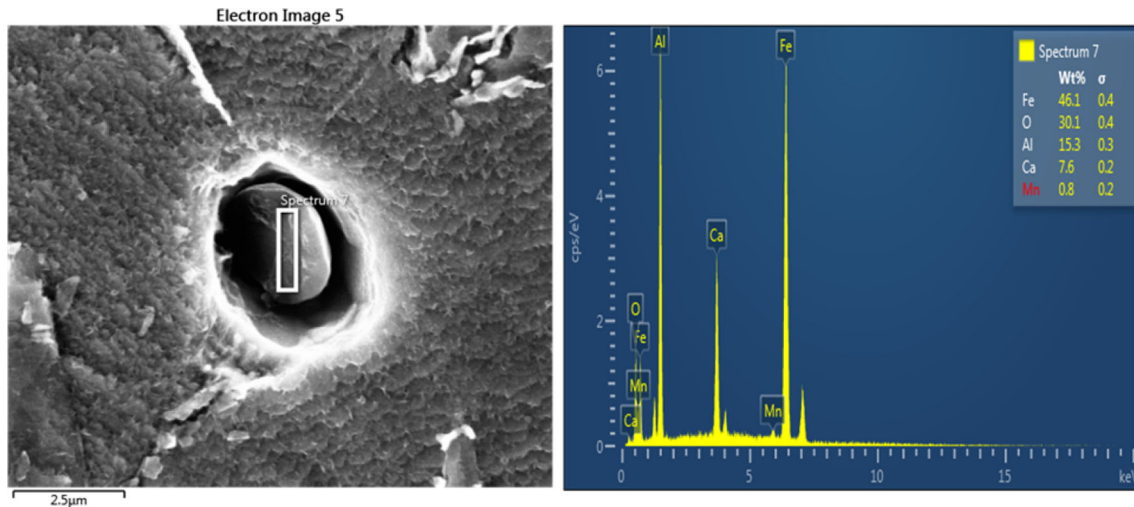 Electron Image 5
Spectrum 7
2.5µm
cps/eV
6
4
2
0
Al
Fe
Ca
O
Fe
Mn
Ca
Mn
0
5
10
15
keV
Spectrum 7
Wt% σ
Fe 46.1 0.4
O 30.1 0.4
Al 15.3 0.3
Ca 7.6 0.2
Mn 0.8 0.2